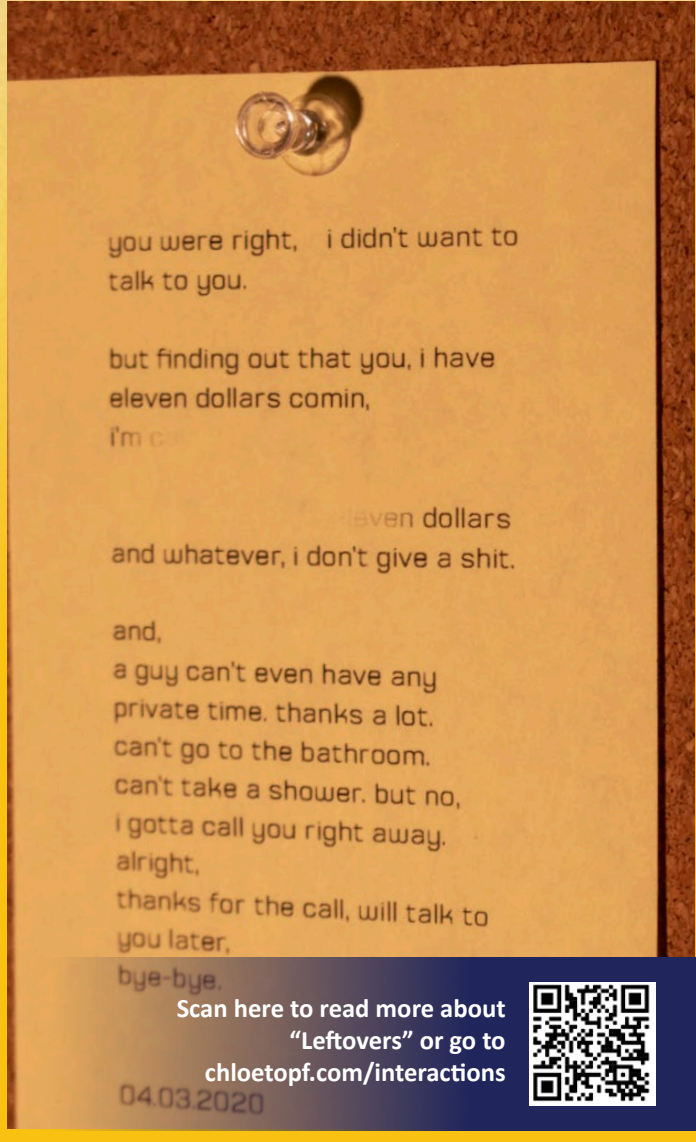 you were right, i didn't want to
talk to you.
but finding out that you, i have
eleven dollars comin,
i'm
dollars
and whatever, i don't give a shit.
and,
a guy can't even have any
private time. thanks a lot.
can't go to the bathroom.
can't take a shower. but no,
i gotta call you right away.
alright,
thanks for the call, will talk to
you later,
bye-bye.
Scan here to read more about
“Leftovers” or go to
chloetopf.com/interactions
04.03.2020